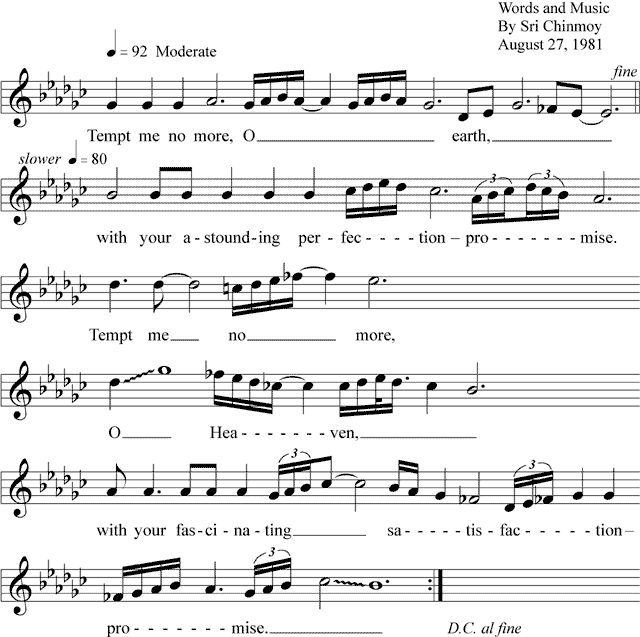 Words and Music
By Sri Chinmoy
August 27, 1981
♩ = 92 Moderate
fine
Tempt me no more, O earth,
slower ♩ = 80
3 3
with your a-stound-ing per-fec----tion–pro------mise.
Tempt me no more,
O Hea-------ven,
3 3
with your fas-ci-na-ting sa----tis-fac----tion–
3
pro-------mise.
D.C. al fine